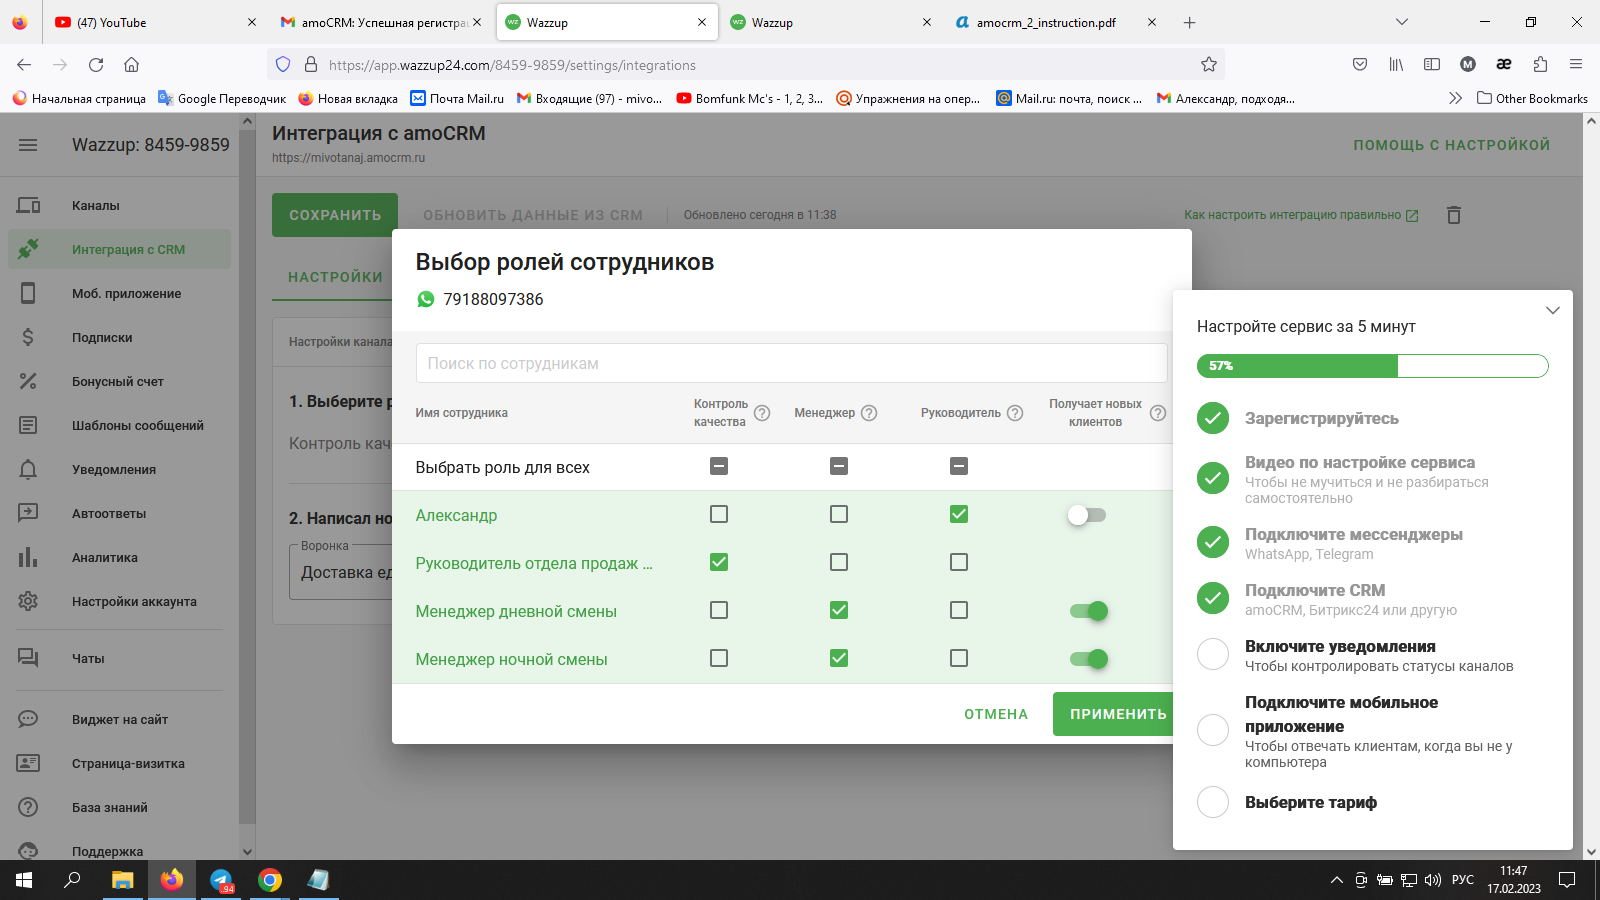 (47) YouTube
amoCRM: Успешная регистра
Wazzup
Wazzup
amocrm_2_instruction.pdf
https://app.wazzup24.com/8459-9859/settings/integrations
Начальная страница
Google Переводчик
Новая вкладка
Почта Mail.ru
Входящие (97) - mivo...
Bomfunk Mc's - 1, 2, 3...
Упражнения на опер...
Mail.ru: почта, поиск ...
Александр, подходя...
Other Bookmarks
Wazzup: 8459-9859
Каналы
Интеграция с CRM
Моб. приложение
Подписки
Бонусный счет
Шаблоны сообщений
Уведомления
Автоответы
Аналитика
Настройки аккаунта
Чаты
Виджет на сайт
Страница-визитка
База знаний
Поддержка
Интеграция с amoCRM
https://mivotanaj.amocrm.ru
ПОМОЩЬ С НАСТРОЙКОЙ
СОХРАНИТЬ
ОБНОВИТЬ ДАННЫЕ ИЗ CRM
Обновлено сегодня в 11:38
Как настроить интеграцию правильно
НАСТРОЙКИ
Настройки канала
1. Выберите р
Контроль кач
2. Написал но
Воронка
Доставка ед
Выбор ролей сотрудников
79188097386
Поиск по сотрудникам
Имя сотрудника
Контроль
качества
Менеджер
Руководитель
Получает новых
клиентов
Выбрать роль для всех
Александр
Руководитель отдела продаж ...
Менеджер дневной смены
Менеджер ночной смены
ОТМЕНА
ПРИМЕНИТЬ
Настройте сервис за 5 минут
57%
Зарегистрируйтесь
Видео по настройке сервиса
Чтобы не мучиться и не разбираться
самостоятельно
Подключите мессенджеры
WhatsApp, Telegram
Подключите CRM
amoCRM, Битрикс24 или другую
Включите уведомления
Чтобы контролировать статусы каналов
Подключите мобильное
приложение
Чтобы отвечать клиентам, когда вы не у
компьютера
Выберите тариф
94
РУС
11:47
17.02.2023